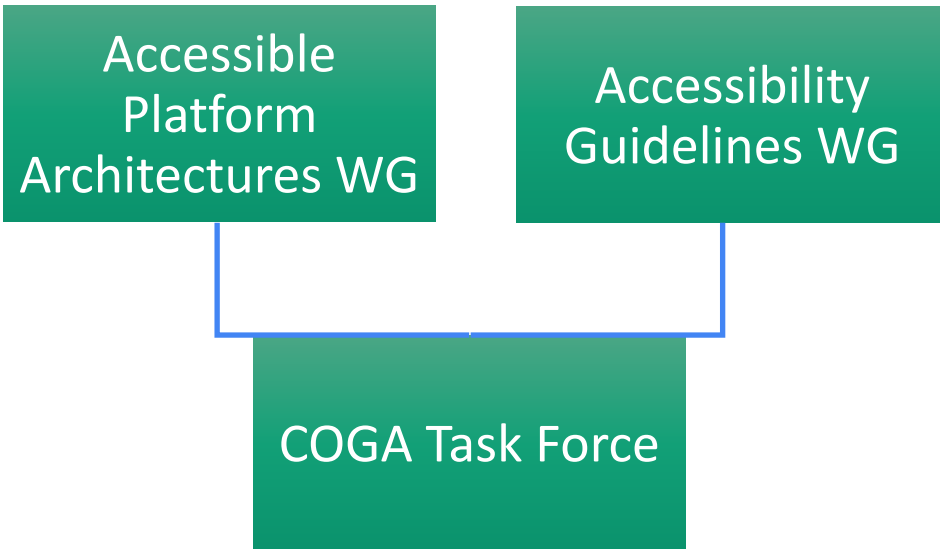 Accessible
Platform
Architectures WG
Accessibility
Guidelines WG
COGA Task Force